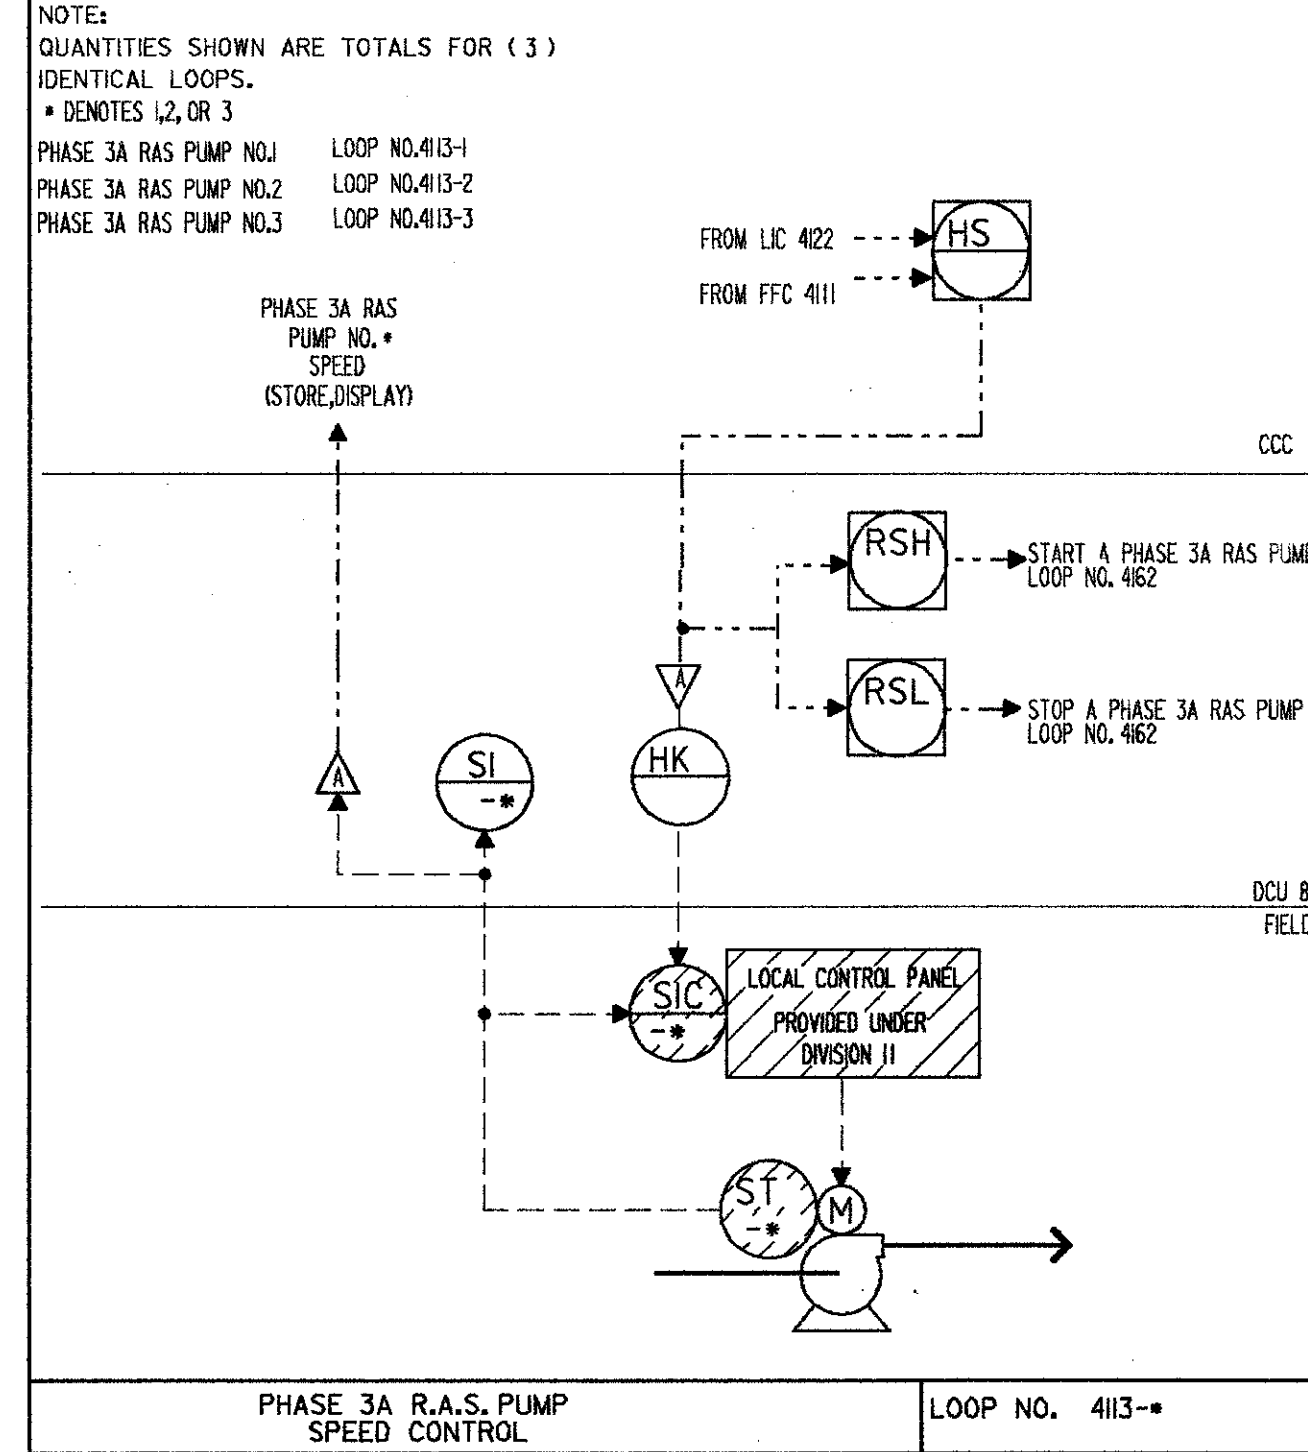 NOTE:
QUANTITIES SHOWN ARE TOTALS FOR (3)
IDENTICAL LOOPS.
* DENOTES 1,2, OR 3
PHASE 3A RAS PUMP NO.1 LOOP NO.4113-1
PHASE 3A RAS PUMP NO.2 LOOP NO.4113-2
PHASE 3A RAS PUMP NO.3 LOOP NO.4113-3
FROM LIC 4122
FROM FFC 4111
HS
PHASE 3A RAS
PUMP NO. *
SPEED
(STORE,DISPLAY)
CCC
RSH
START A PHASE 3A RAS PUM
LOOP NO. 4162
A
RSL
STOP A PHASE 3A RAS PUMP
LOOP NO. 4162
A
SI
-*
HK
DCU 8
FIELD
SIC
-*
LOCAL CONTROL PANEL
PROVIDED UNDER
DIVISION 11
ST
-*
M
PHASE 3A R.A.S. PUMP
SPEED CONTROL
LOOP NO. 4113-*